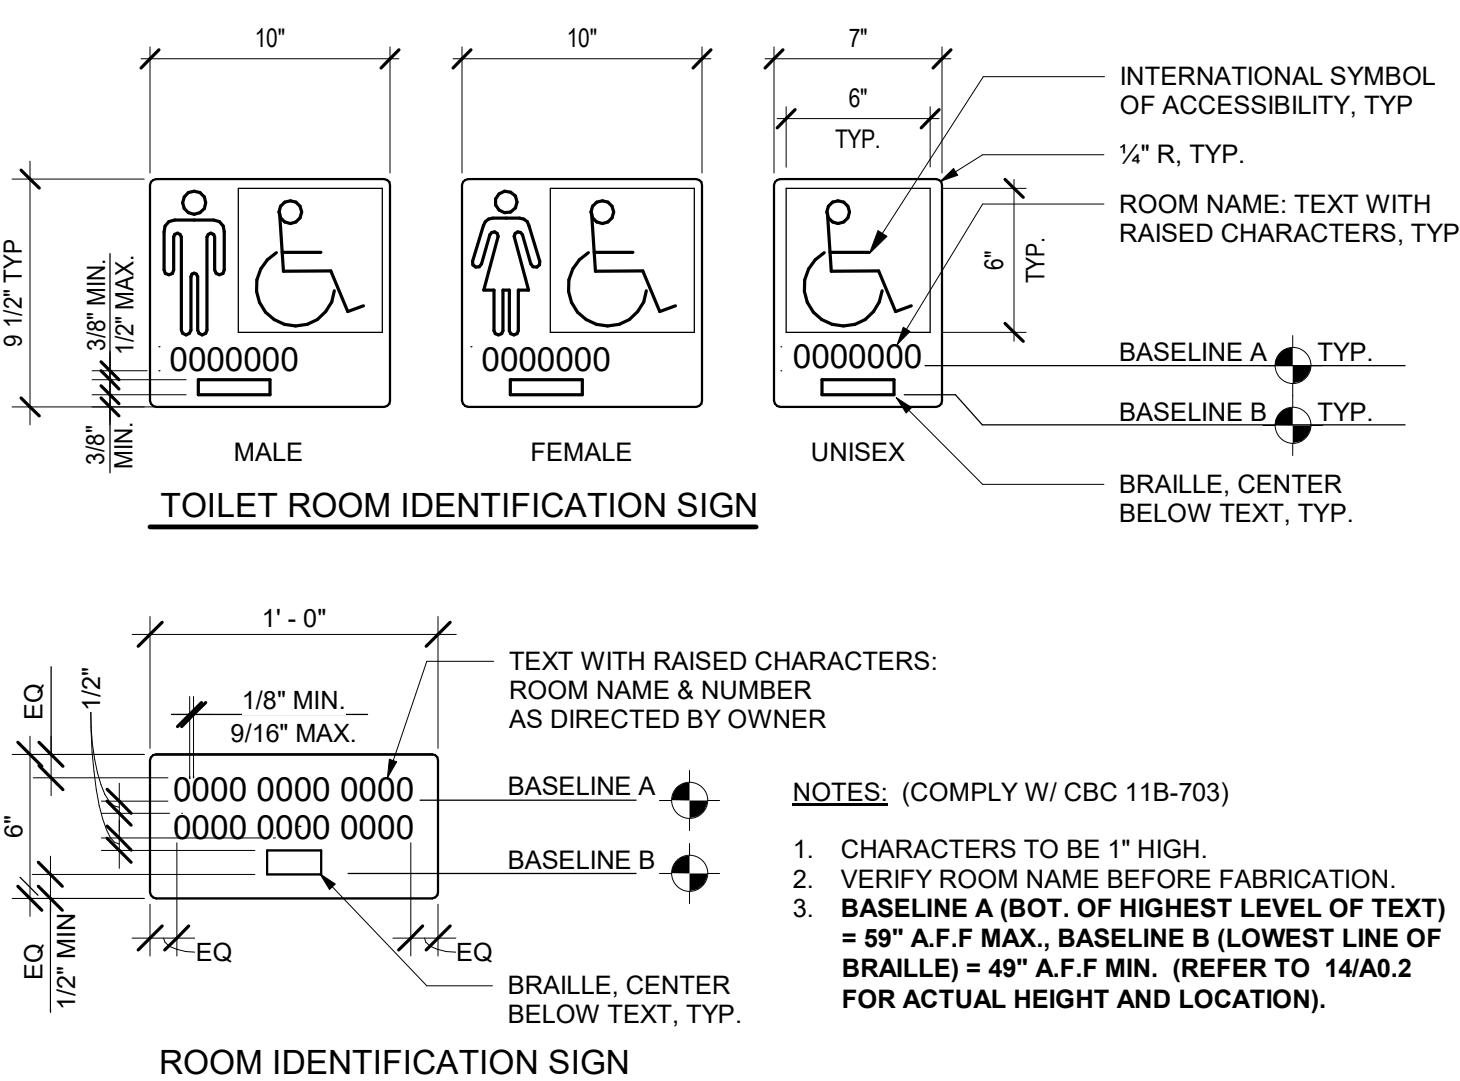 10"
10"
7"
6"
TYP.
INTERNATIONAL SYMBOL
OF ACCESSIBILITY, TYP
¼" R, TYP.
ROOM NAME: TEXT WITH
RAISED CHARACTERS, TYP
9 1/2" TYP
3/8" MIN.
1/2" MAX.
6"
TYP.
0000000
0000000
0000000
BASELINE A
TYP.
BASELINE B
TYP.
3/8"
MIN.
MALE
FEMALE
UNISEX
BRAILLE, CENTER
BELOW TEXT, TYP.
TOILET ROOM IDENTIFICATION SIGN
1' - 0"
TEXT WITH RAISED CHARACTERS:
ROOM NAME & NUMBER
AS DIRECTED BY OWNER
EQ
1/2"
1/8" MIN.
9/16" MAX.
6"
0000 0000 0000
0000 0000 0000
BASELINE A
BASELINE B
EQ
1/2" MIN
EQ
EQ
BRAILLE, CENTER
BELOW TEXT, TYP.
ROOM IDENTIFICATION SIGN
NOTES: (COMPLY W/ CBC 11B-703)
1. CHARACTERS TO BE 1" HIGH.
2. VERIFY ROOM NAME BEFORE FABRICATION.
3. BASELINE A (BOT. OF HIGHEST LEVEL OF TEXT)
= 59" A.F.F MAX., BASELINE B (LOWEST LINE OF
BRAILLE) = 49" A.F.F MIN. (REFER TO 14/A0.2
FOR ACTUAL HEIGHT AND LOCATION).